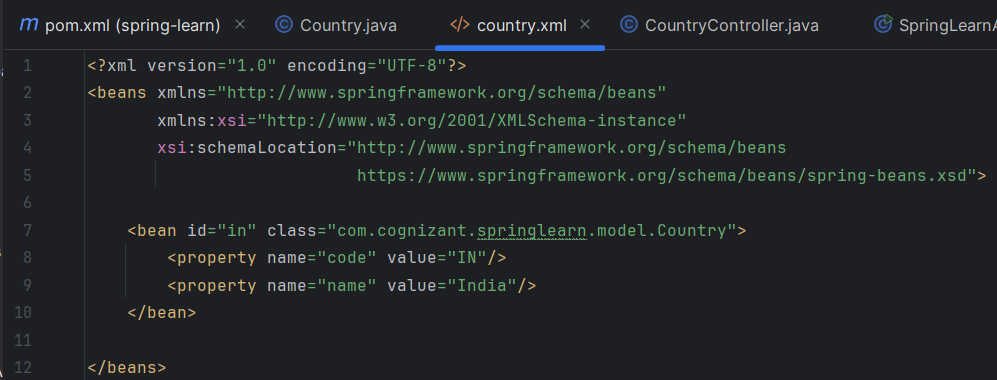 m pom.xml (spring-learn) × © Country.java </> country.xml × © CountryController.java © SpringLearnA
1 <?xml version="1.0" encoding="UTF-8"?>
2 <beans xmlns="http://www.springframework.org/schema/beans"
3 xmlns:xsi="http://www.w3.org/2001/XMLSchema-instance"
4 xsi:schemaLocation="http://www.springframework.org/schema/beans
5 https://www.springframework.org/schema/beans/spring-beans.xsd">
6
7 <bean id="in" class="com.cognizant.springlearn.model.Country">
8 <property name="code" value="IN"/>
9 <property name="name" value="India"/>
10 </bean>
11
12 </beans>